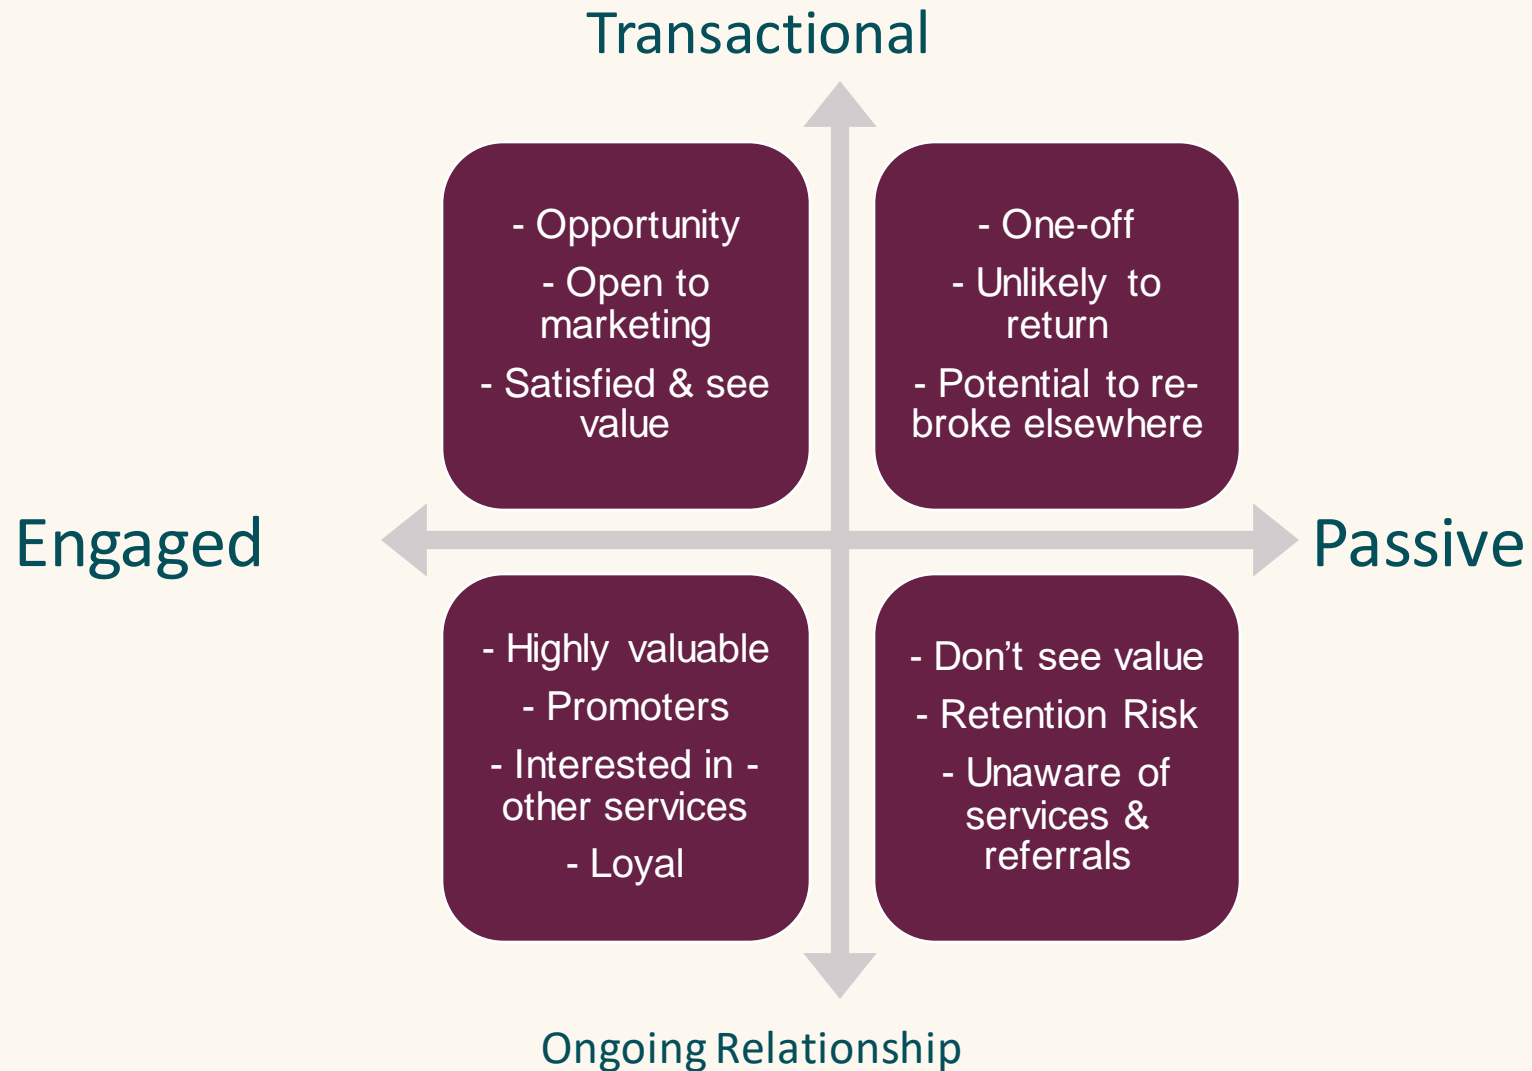 Transactional
- Opportunity
- Open to
marketing
- Satisfied & see
value
- One-off
- Unlikely to
return
- Potential to re-
broke elsewhere
Engaged
Passive
- Highly valuable
- Promoters
- Interested in -
other services
- Loyal
- Don’t see value
- Retention Risk
- Unaware of
services &
referrals
Ongoing Relationship